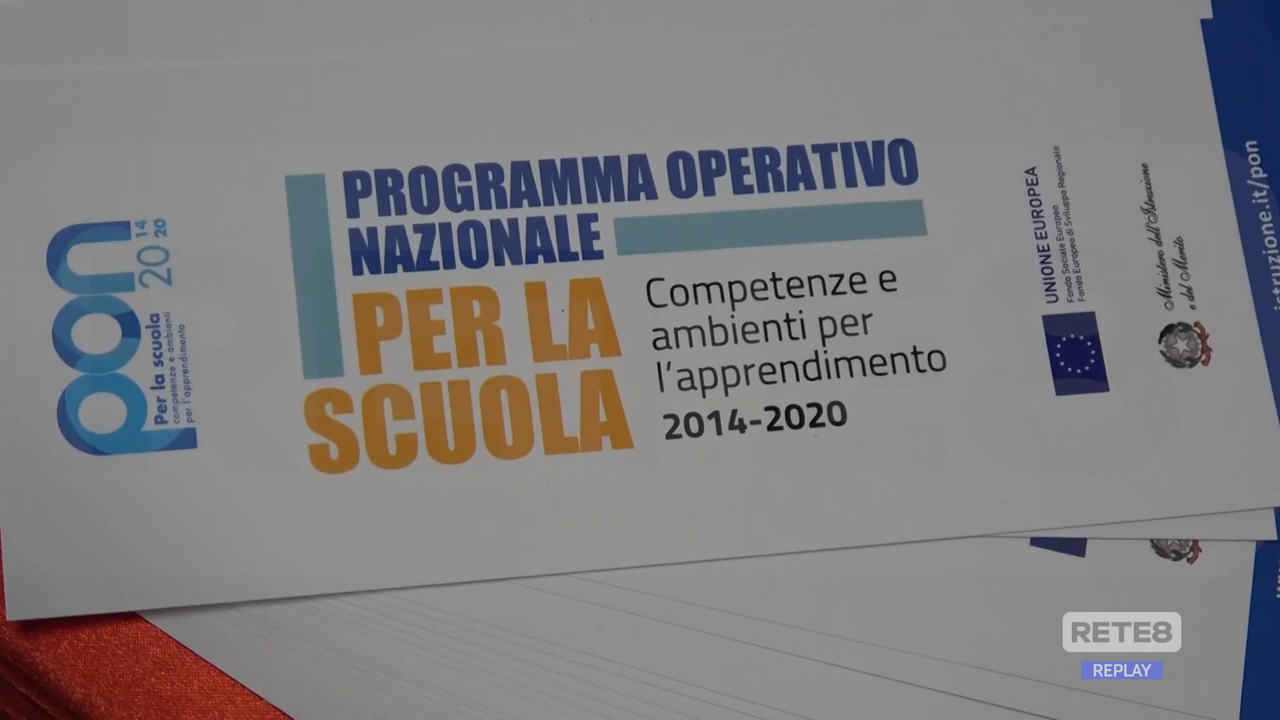 pon
2014
20
Per la scuola
competenze e ambienti
per l'apprendimento
PROGRAMMA OPERATIVO
NAZIONALE
PER LA
SCUOLA
Competenze e
ambienti per
l'apprendimento
2014-2020
UNIONE EUROPEA
Fondo Sociale Europeo
Fondo Europeo di Sviluppo Regionale
Ministero dell'Istruzione
e del Merito
istruzione.it/pon
RETE8
REPLAY